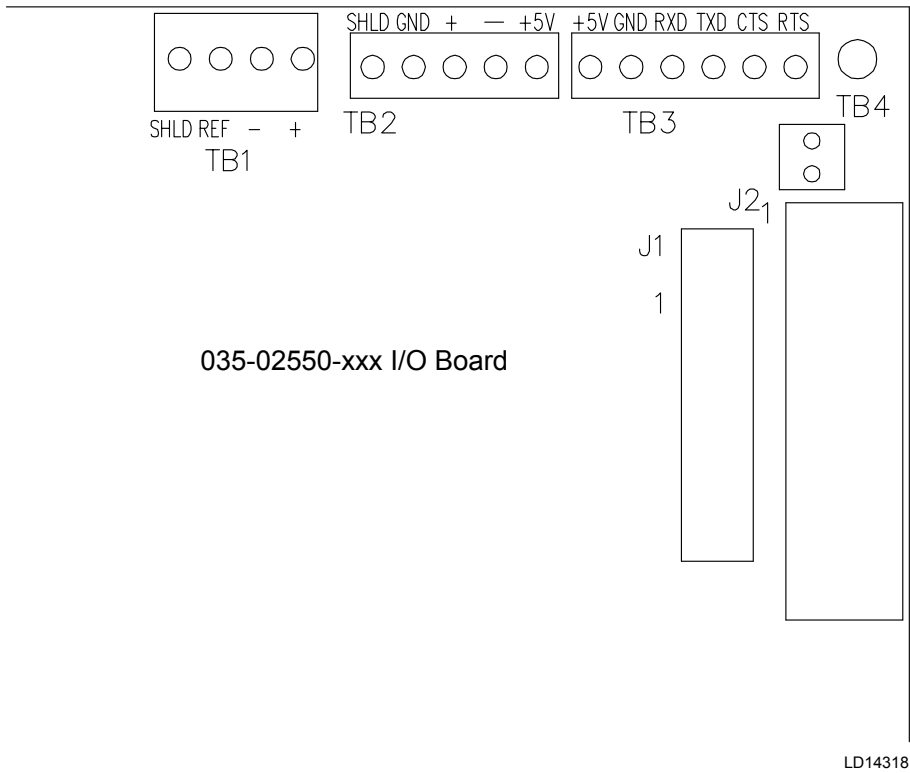 SHLD GND + — +5V +5V GND RXD TXD CTS RTS
TB2 TB3 TB4
SHLD REF - +
TB1
J2 1
J1
1
035-02550-xxx I/O Board
LD14318